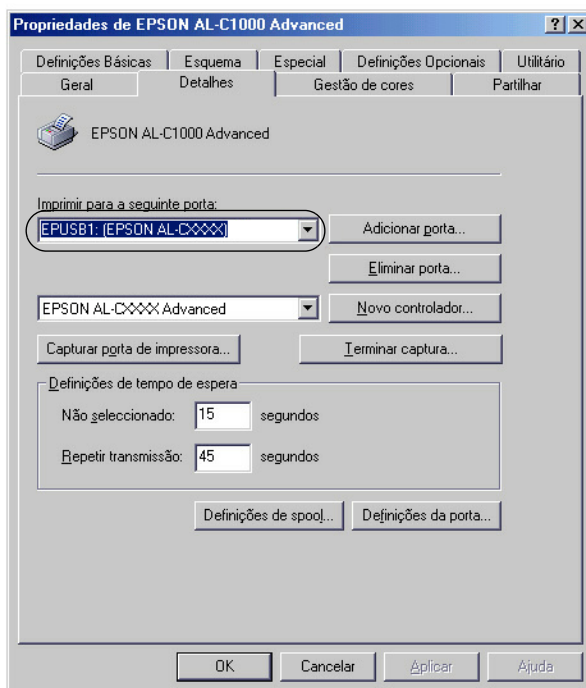 Propriedades de EPSON AL-C1000 Advanced
Definições Básicas Esquema Especial Definições Opcionais Utilitário
Geral Detalhes Gestão de cores Partilhar
EPSON AL-C1000 Advanced
Imprimir para a seguinte porta:
EPUSB1: (EPSON AL-CXXXX) Adicionar porta...
Eliminar porta...
EPSON AL-CXXXX Advanced Novo controlador...
Capturar porta de impressora... Terminar captura...
Definições de tempo de espera
Não seleccionado: 15 segundos
Repetir transmissão: 45 segundos
Definições de spool... Definições da porta...
OK Cancelar Aplicar Ajuda